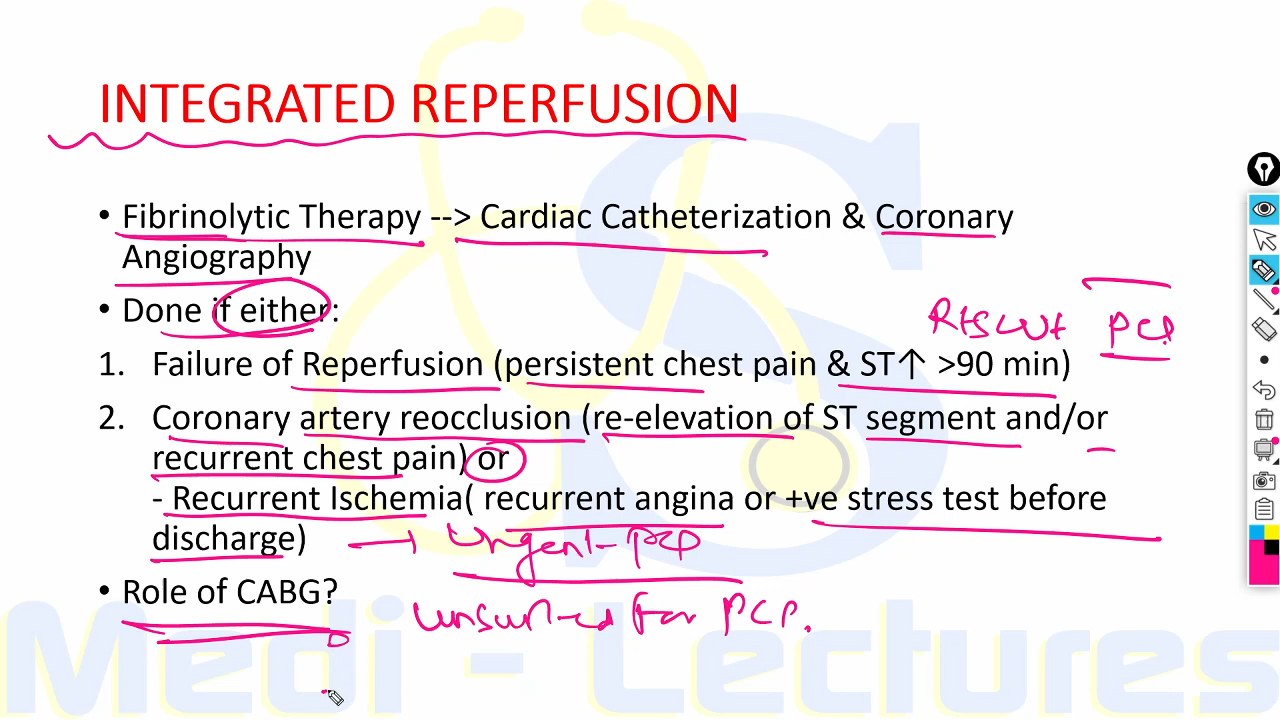 INTEGRATED REPERFUSION
• Fibrinolytic Therapy --> Cardiac Catheterization & Coronary
Angiography
• Done if either:
Rescue PCI
1. Failure of Reperfusion (persistent chest pain & ST↑ >90 min)
2. Coronary artery reocclusion (re-elevation of ST segment and/or
recurrent chest pain) or
- Recurrent Ischemia( recurrent angina or +ve stress test before
discharge) → Urgent PCI
• Role of CABG?
unsuited for PCI.
Medi - Lectures